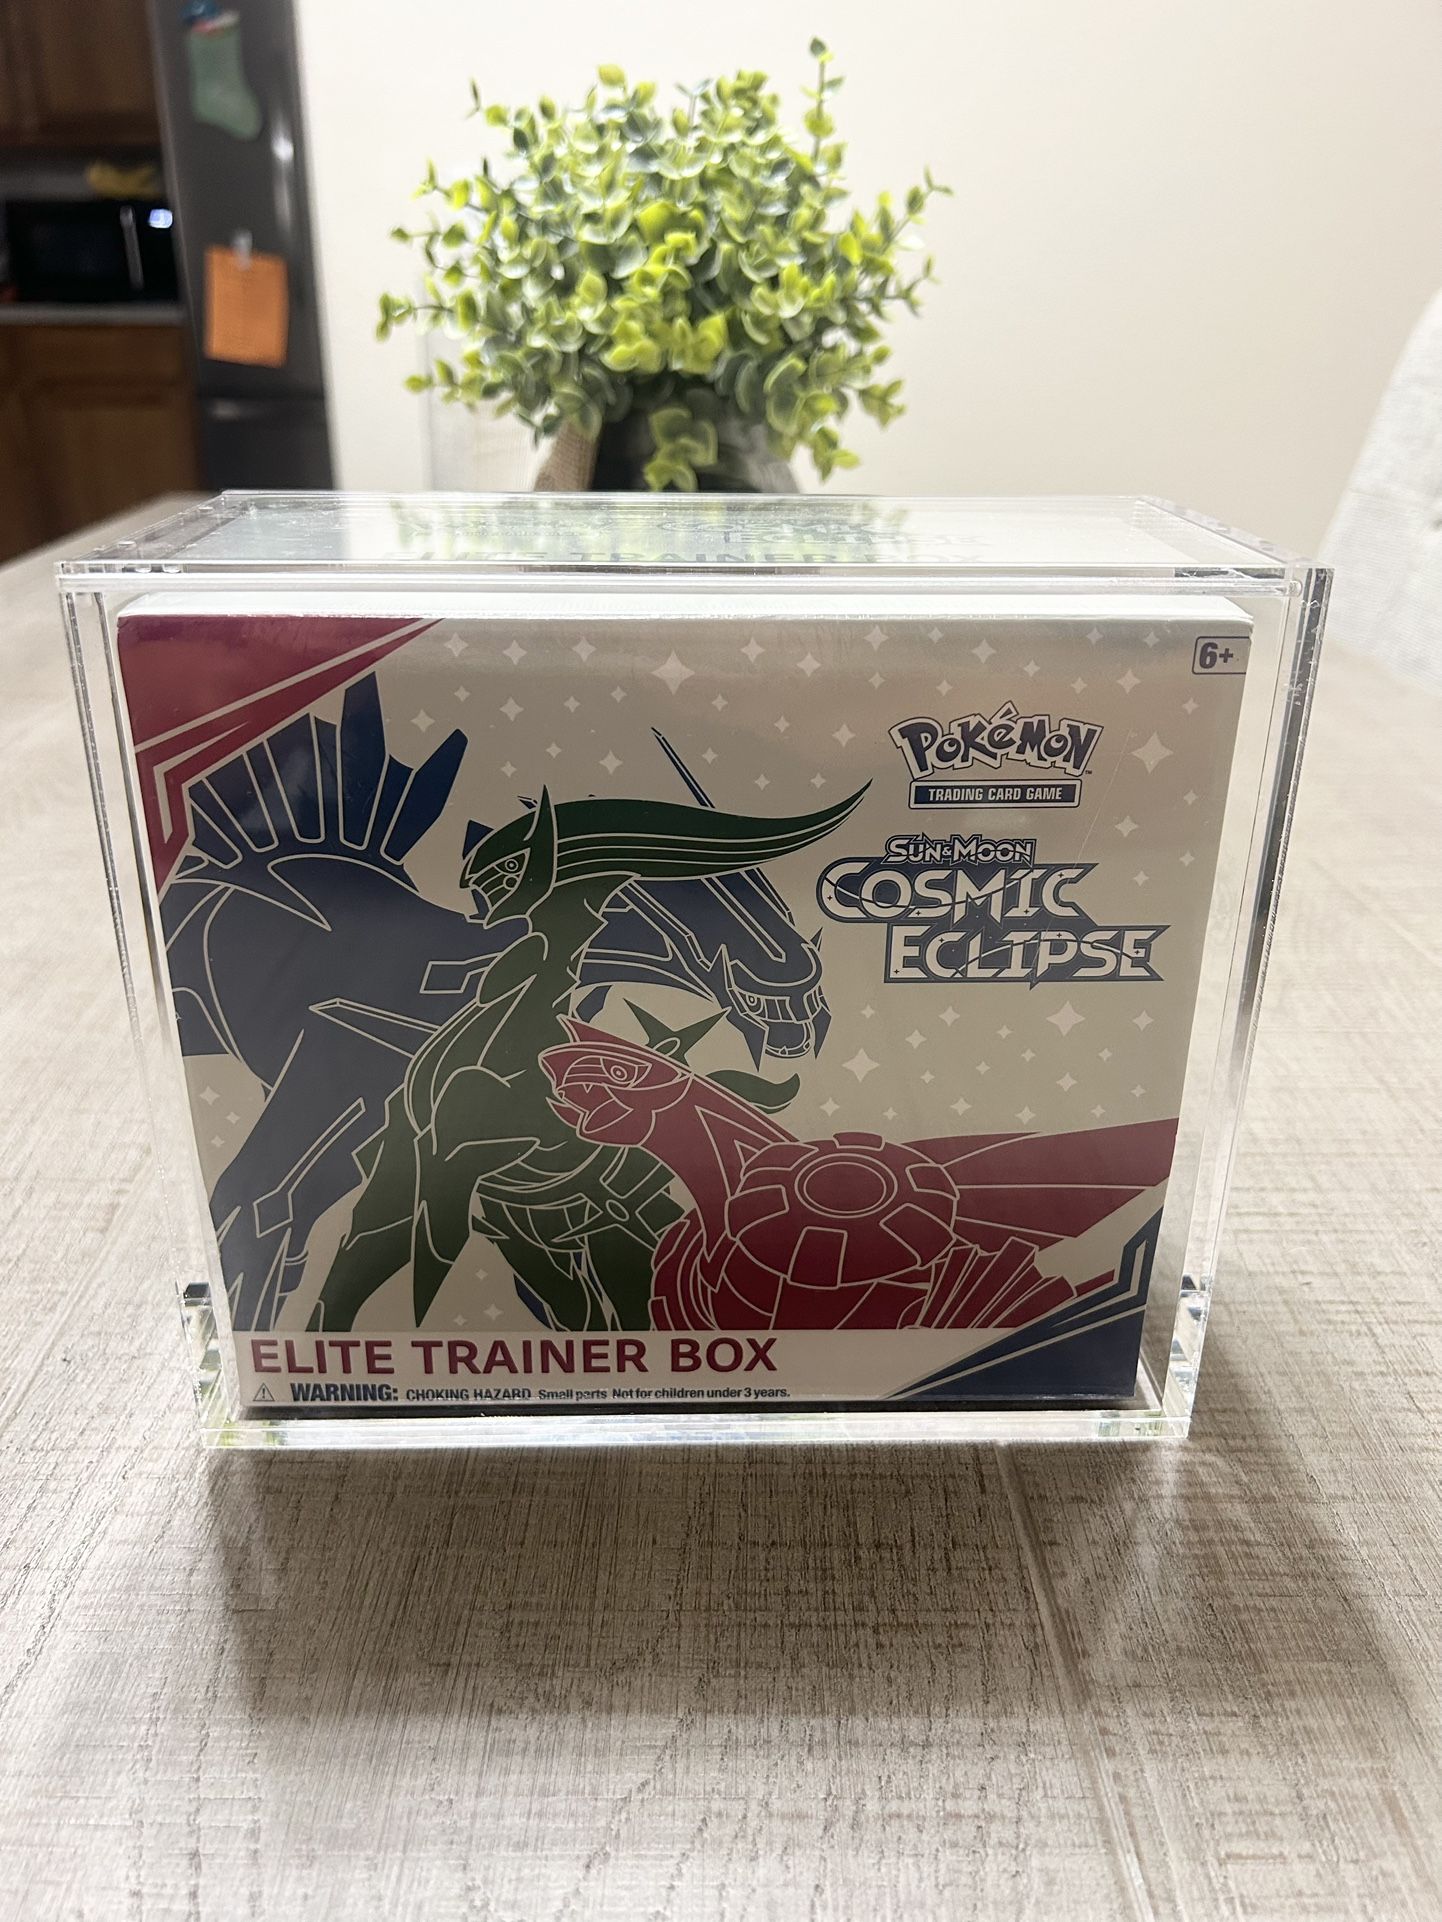 6+
POKéMON
TRADING CARD GAME
SUN & MOON
COSMIC
ECLIPSE
ELITE TRAINER BOX
⚠ WARNING: CHOKING HAZARD Small parts Not for children under 3 years.